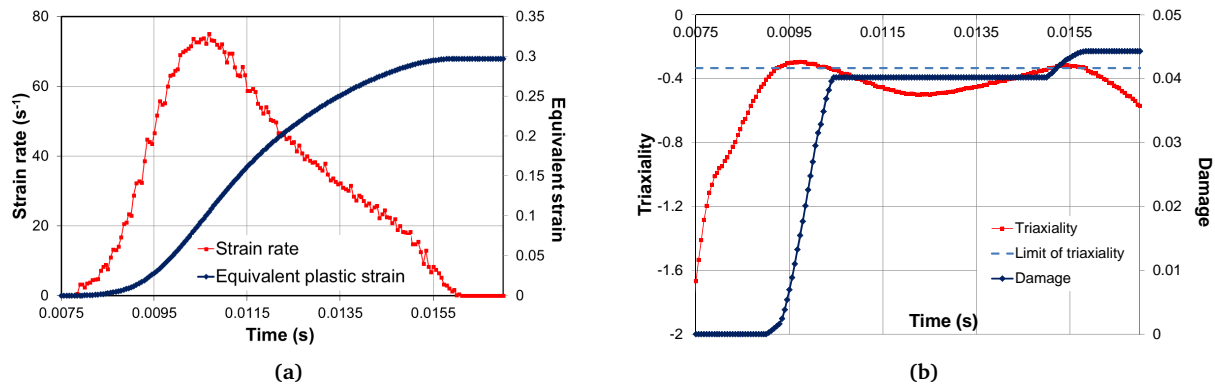 80
60
40
20
0
Strain rate (s⁻¹)
0.35
0.3
0.25
0.2
0.15
0.1
0.05
0
Equivalent strain
Strain rate
Equivalent plastic strain
0.0075 0.0095 0.0115 0.0135 0.0155
Time (s)
(a)
0
-0.4
-0.8
-1.2
-1.6
-2
Triaxiality
0.0075 0.0095 0.0115 0.0135 0.0155
0.05
0.04
0.03
0.02
0.01
0
Damage
Triaxiality
Limit of triaxiality
Damage
Time (s)
(b)